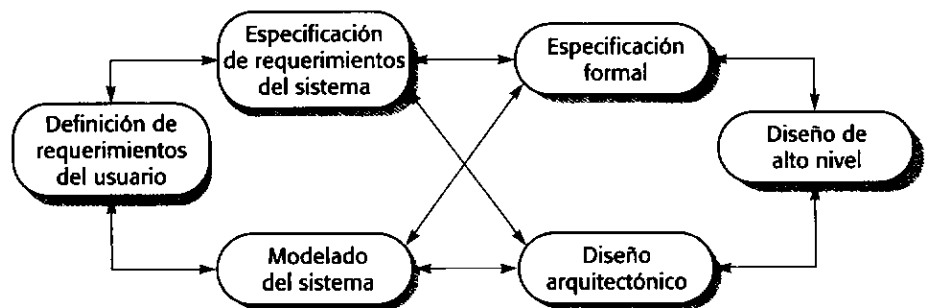 Especificación
de requerimientos
del sistema
Especificación
formal
Definición de
requerimientos
del usuario
Diseño de
alto nivel
Modelado
del sistema
Diseño
arquitectónico